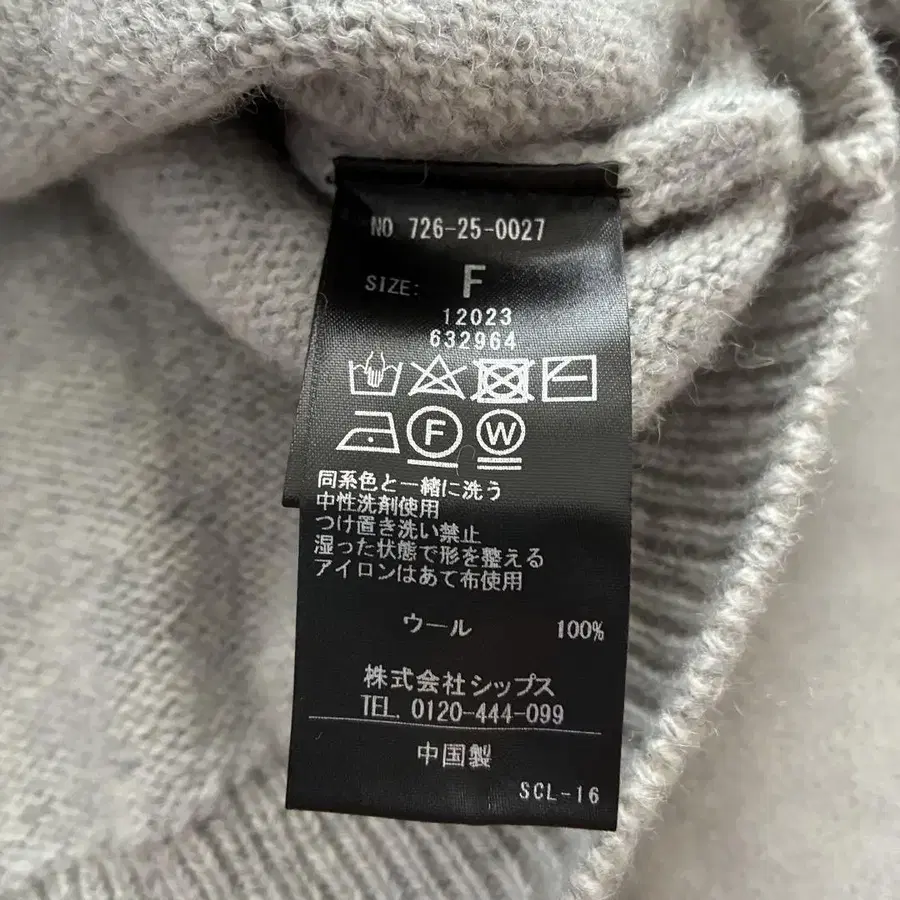 NO 726-25-0027
SIZE: F
12023
632964
F W
同系色と一緒に洗う
中性洗剤使用
つけ置き洗い禁止
湿った状態で形を整える
アイロンはあて布使用
ウール 100%
株式会社シップス
TEL. 0120-444-099
中国製
SCL-16